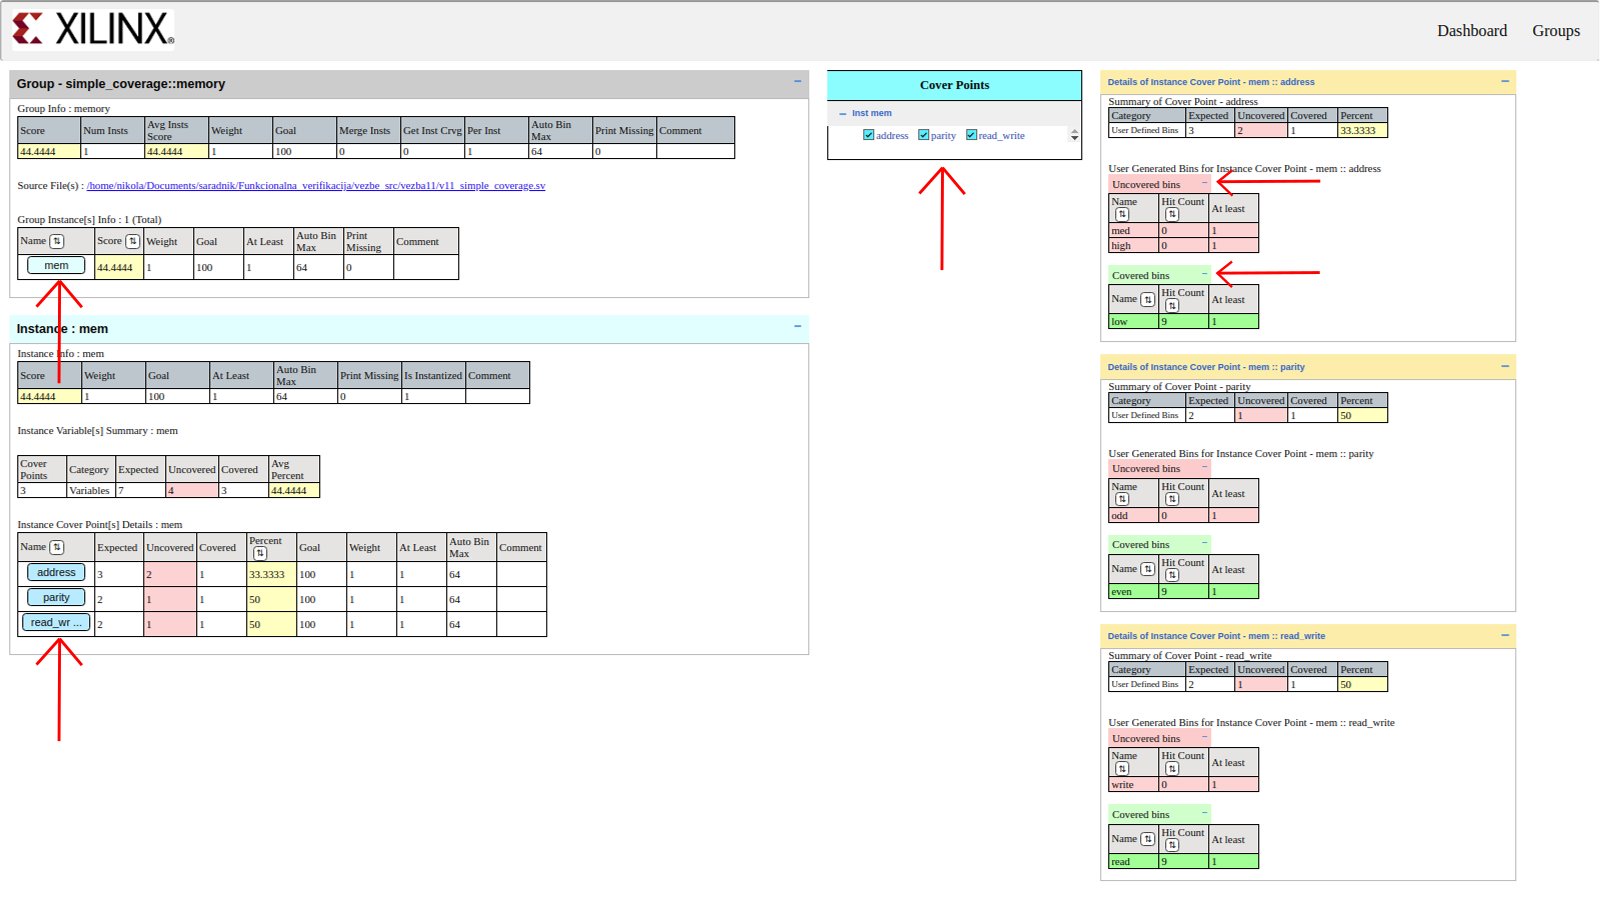 XILINX®
Dashboard Groups
Group - simple_coverage::memory
Group Info : memory
Score Num Insts Avg Insts Score Weight Goal Merge Insts Get Inst Crvg Per Inst Auto Bin Max Print Missing Comment
44.4444 1 44.4444 1 100 0 0 1 64 0
Source File(s) : /home/nikola/Documents/saradnik/Funkcionalna_verifikacija/vezbe_src/vezba11/v11_simple_coverage.sv
Group Instance[s] Info : 1 (Total)
Name Score Weight Goal At Least Auto Bin Max Print Missing Comment
mem 44.4444 1 100 1 64 0
Instance : mem
Instance Info : mem
Score Weight Goal At Least Auto Bin Max Print Missing Is Instantized Comment
44.4444 1 100 1 64 0 1
Instance Variable[s] Summary : mem
Cover Points Category Expected Uncovered Covered Avg Percent
3 Variables 7 4 3 44.4444
Instance Cover Point[s] Details : mem
Name Expected Uncovered Covered Percent Goal Weight At Least Auto Bin Max Comment
address 3 2 1 33.3333 100 1 1 64
parity 2 1 1 50 100 1 1 64
read_wr ... 2 1 1 50 100 1 1 64
Cover Points
Inst mem
address parity read_write
Details of Instance Cover Point - mem :: address
Summary of Cover Point - address
Category Expected Uncovered Covered Percent
User Defined Bins 3 2 1 33.3333
User Generated Bins for Instance Cover Point - mem :: address
Uncovered bins
Name Hit Count At least
med 0 1
high 0 1
Covered bins
Name Hit Count At least
low 9 1
Details of Instance Cover Point - mem :: parity
Summary of Cover Point - parity
Category Expected Uncovered Covered Percent
User Defined Bins 2 1 1 50
User Generated Bins for Instance Cover Point - mem :: parity
Uncovered bins
Name Hit Count At least
odd 0 1
Covered bins
Name Hit Count At least
even 9 1
Details of Instance Cover Point - mem :: read_write
Summary of Cover Point - read_write
Category Expected Uncovered Covered Percent
User Defined Bins 2 1 1 50
User Generated Bins for Instance Cover Point - mem :: read_write
Uncovered bins
Name Hit Count At least
write 0 1
Covered bins
Name Hit Count At least
read 9 1